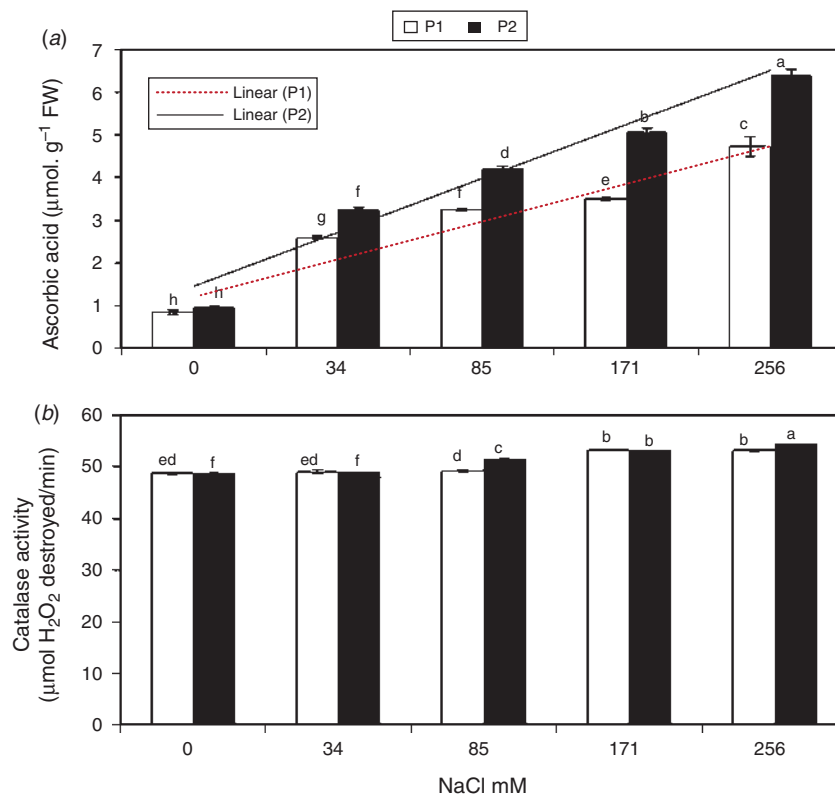 P1 P2
(a)
7
6
5
4
3
2
1
0
Ascorbic acid (µmol. g⁻¹ FW)
Linear (P1)
Linear (P2)
h h g f f d e b c a
0 34 85 171 256
(b)
60
50
40
30
20
10
0
Catalase activity
(µmol H₂O₂ destroyed/min)
ed f ed f d c b b b a
0 34 85 171 256
NaCl mM